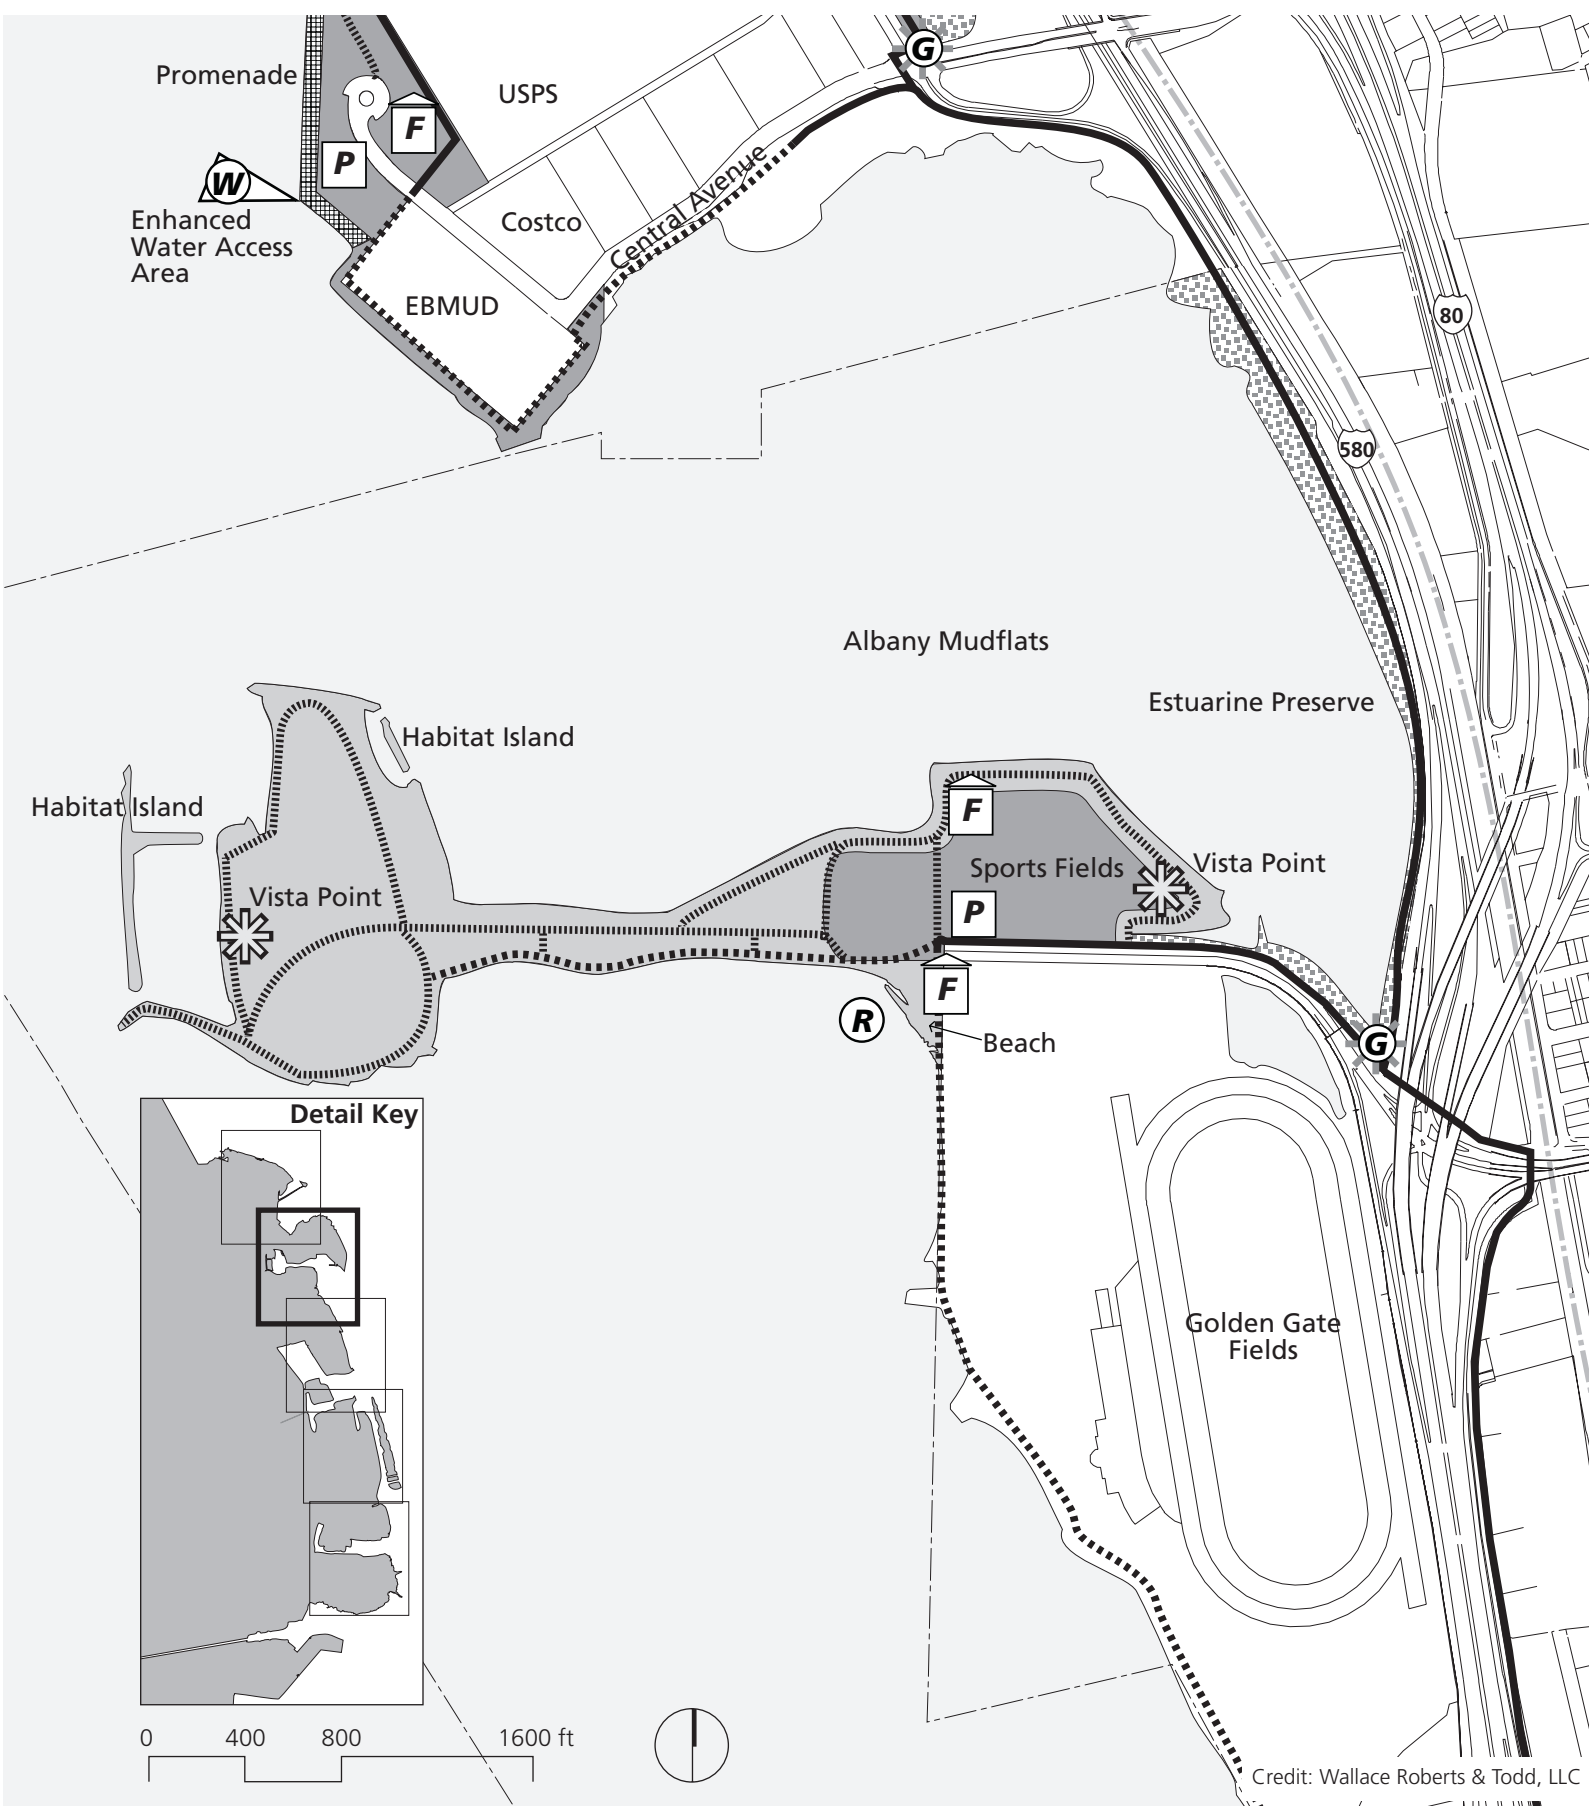 G
Promenade
USPS
F
P
W
Enhanced
Water Access
Area
Costco
Central Avenue
EBMUD
80
580
Albany Mudflats
Estuarine Preserve
Habitat Island
Habitat Island
F
Sports Fields
Vista Point
Vista Point
P
F
R
Beach
G
Detail Key
Golden Gate
Fields
0 400 800 1600 ft
Credit: Wallace Roberts & Todd, LLC